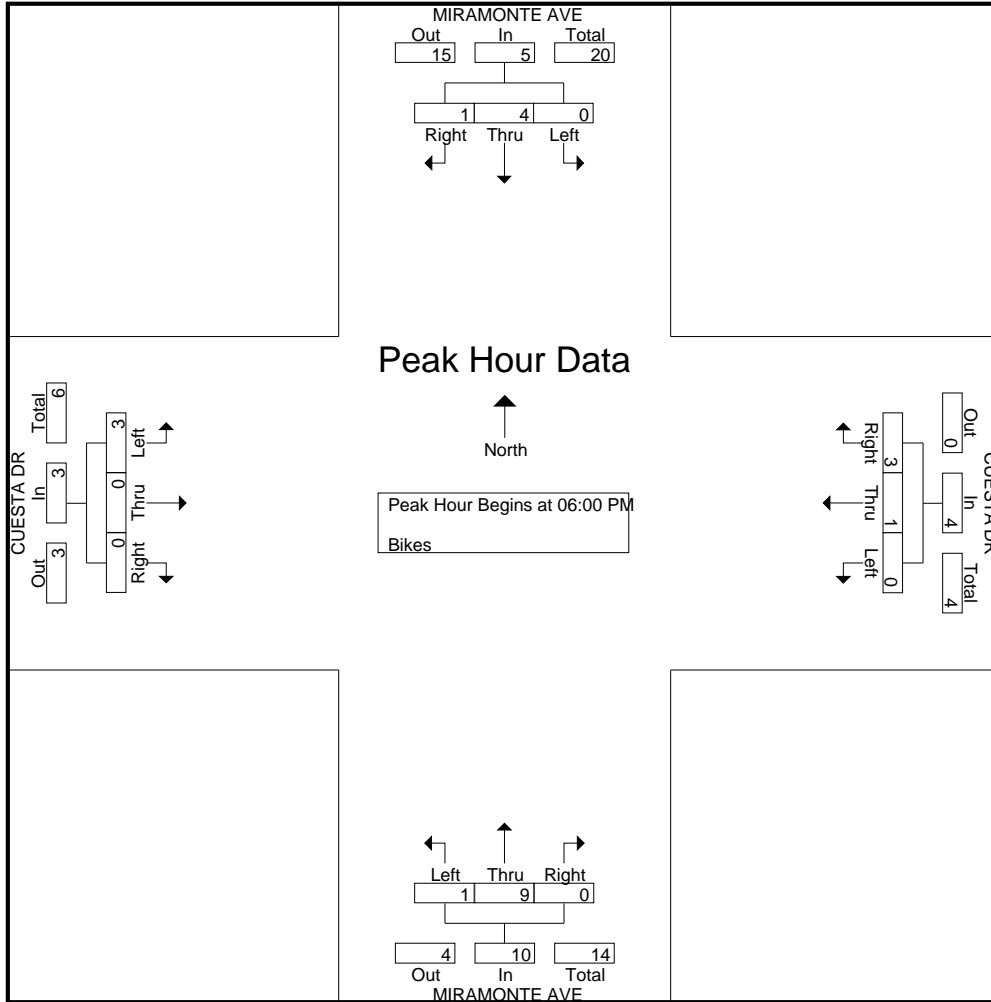 MIRAMONTE AVE
Out In Total
15 5 20
1 4 0
Right Thru Left
Peak Hour Data
North
Peak Hour Begins at 06:00 PM
Bikes
CUESTA DR
Total In Out
6 3 3
3 0 0
Left Thru Right
CUESTA DR
Out In Total
0 4 4
3 1 0
Right Thru Left
Left Thru Right
1 9 0
4 10 14
Out In Total
MIRAMONTE AVE